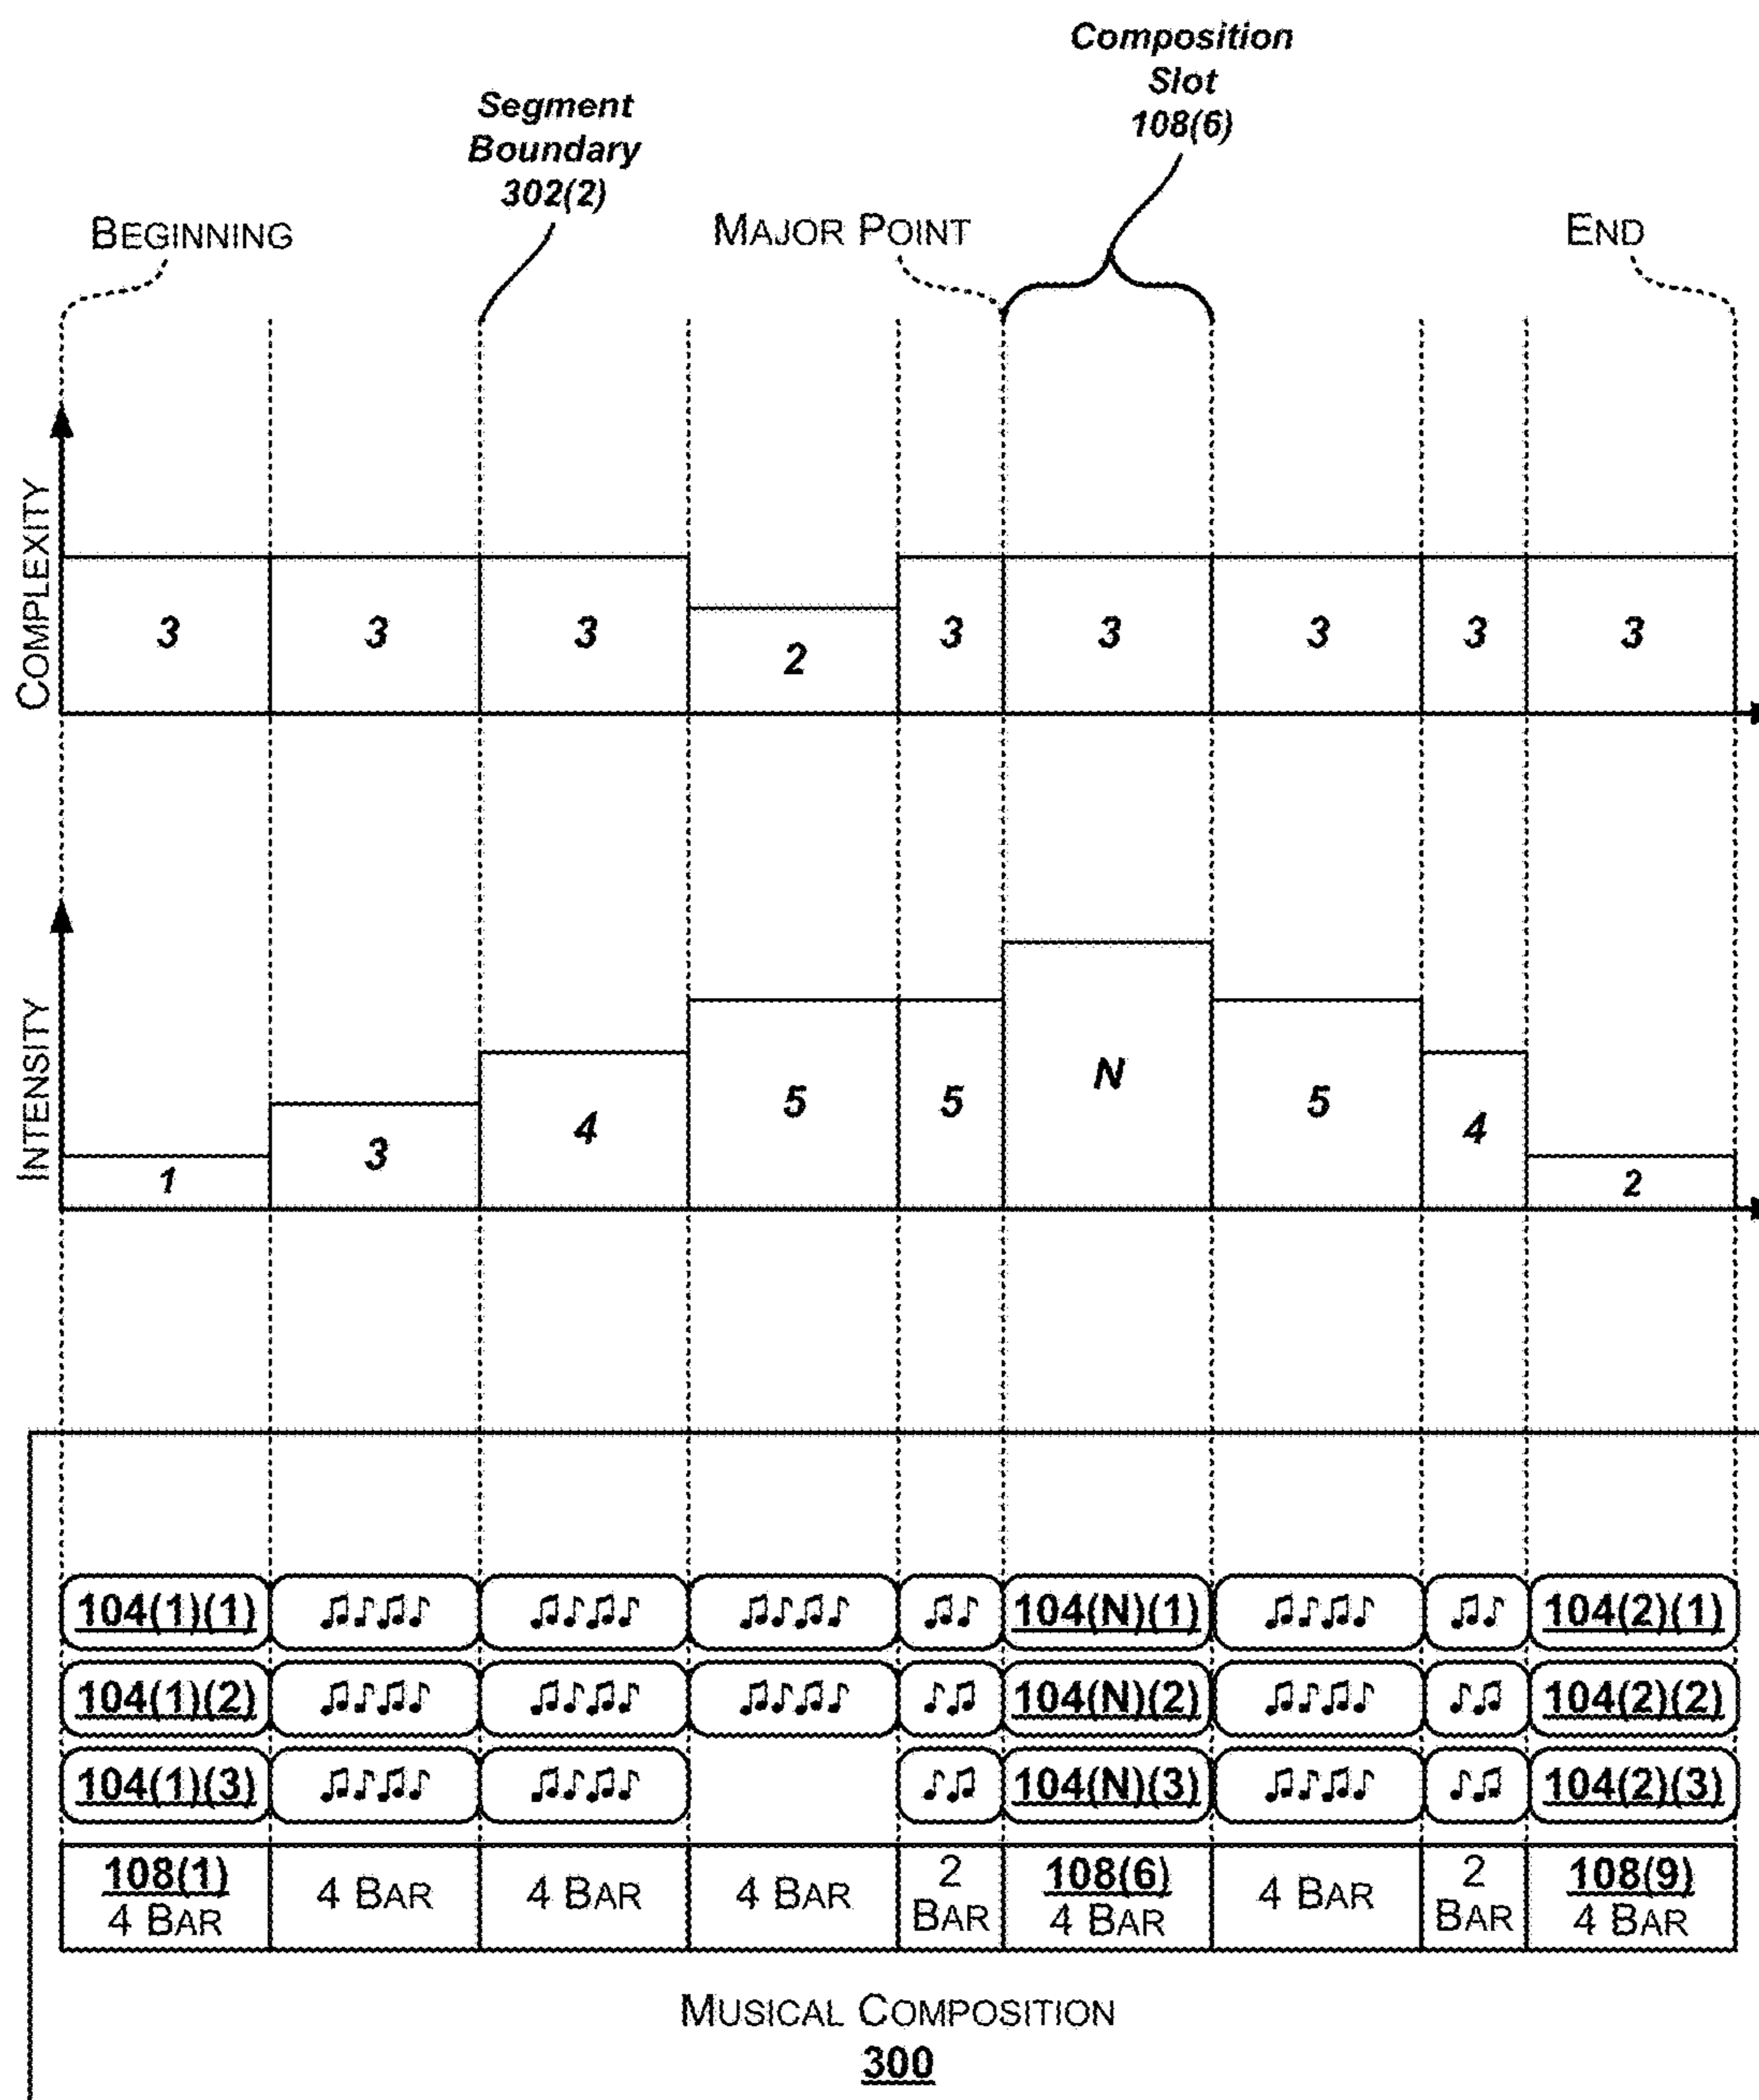 Composition
Slot
108(6)
Segment
Boundary
302(2)
BEGINNING
MAJOR POINT
END
COMPLEXITY
3 3 3 2 3 3 3 3 3
INTENSITY
1 3 4 5 5 N 5 4 2
104(1)(1) 104(N)(1) 104(2)(1)
104(1)(2) 104(N)(2) 104(2)(2)
104(1)(3) 104(N)(3) 104(2)(3)
108(1)
4 BAR
4 BAR
4 BAR
4 BAR
2
BAR
108(6)
4 BAR
4 BAR
2
BAR
108(9)
4 BAR
MUSICAL COMPOSITION
300